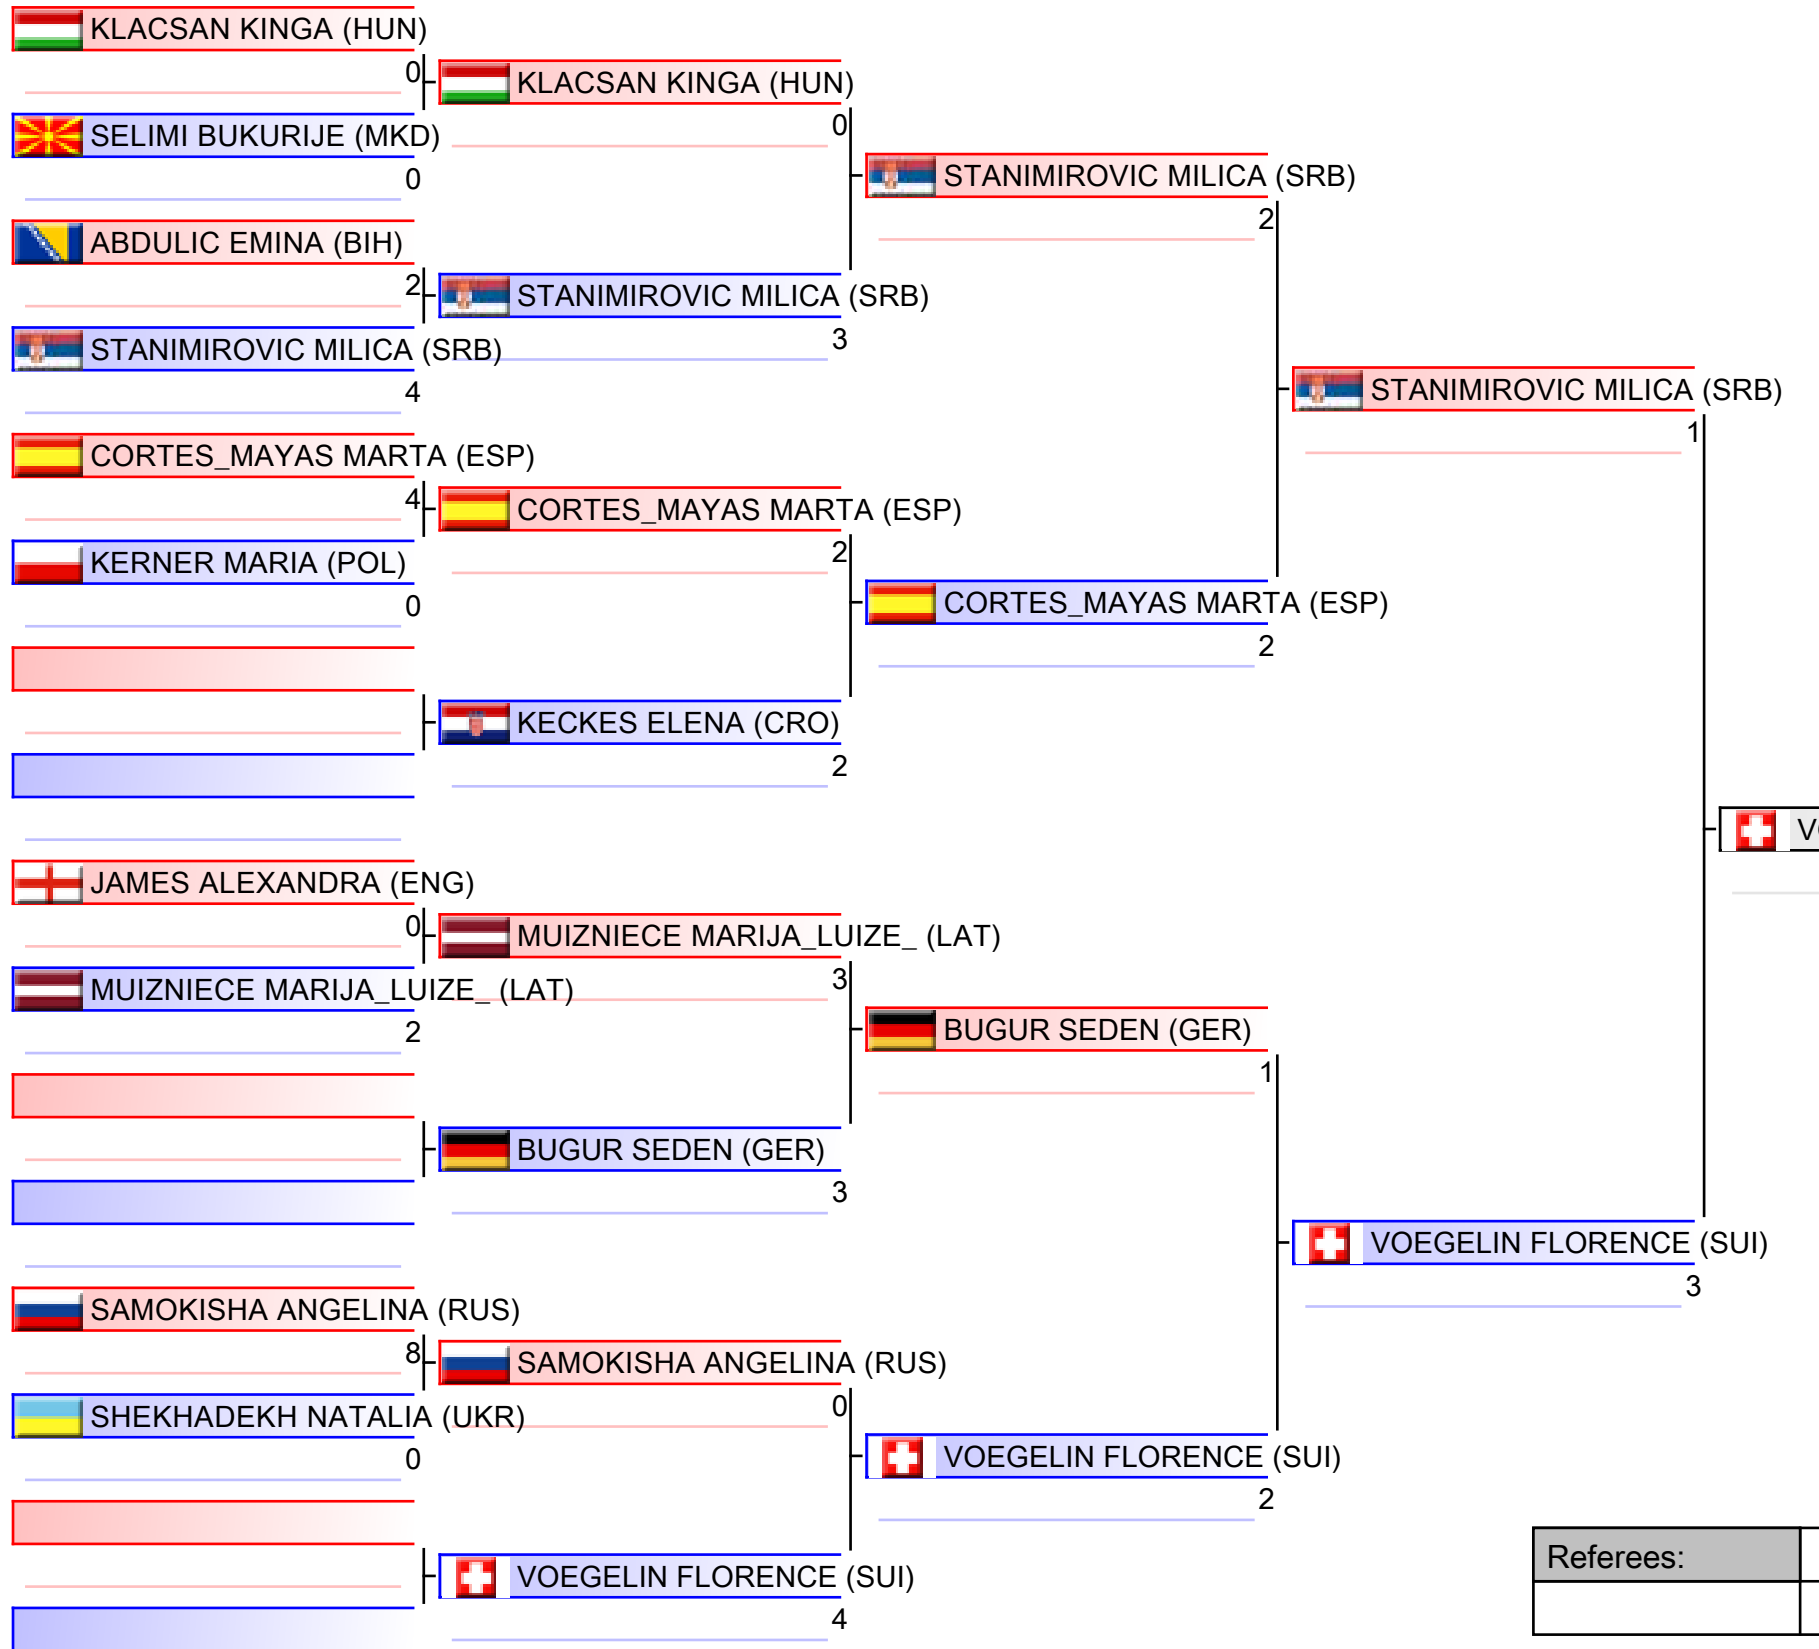 KLACSAN KINGA (HUN)
0
KLACSAN KINGA (HUN)
0
SELIMI BUKURIJE (MKD)
0
STANIMIROVIC MILICA (SRB)
2
ABDULIC EMINA (BIH)
2
STANIMIROVIC MILICA (SRB)
3
STANIMIROVIC MILICA (SRB)
4
STANIMIROVIC MILICA (SRB)
1
CORTES_MAYAS MARTA (ESP)
4
CORTES_MAYAS MARTA (ESP)
2
KERNER MARIA (POL)
0
CORTES_MAYAS MARTA (ESP)
2
KECKES ELENA (CRO)
2
JAMES ALEXANDRA (ENG)
0
MUIZNIECE MARIJA_LUIZE_ (LAT)
3
MUIZNIECE MARIJA_LUIZE_ (LAT)
2
BUGUR SEDEN (GER)
1
BUGUR SEDEN (GER)
3
VOEGELIN FLORENCE (SUI)
3
SAMOKISHA ANGELINA (RUS)
8
SAMOKISHA ANGELINA (RUS)
0
SHEKHADEKH NATALIA (UKR)
0
VOEGELIN FLORENCE (SUI)
2
VOEGELIN FLORENCE (SUI)
4
Referees: